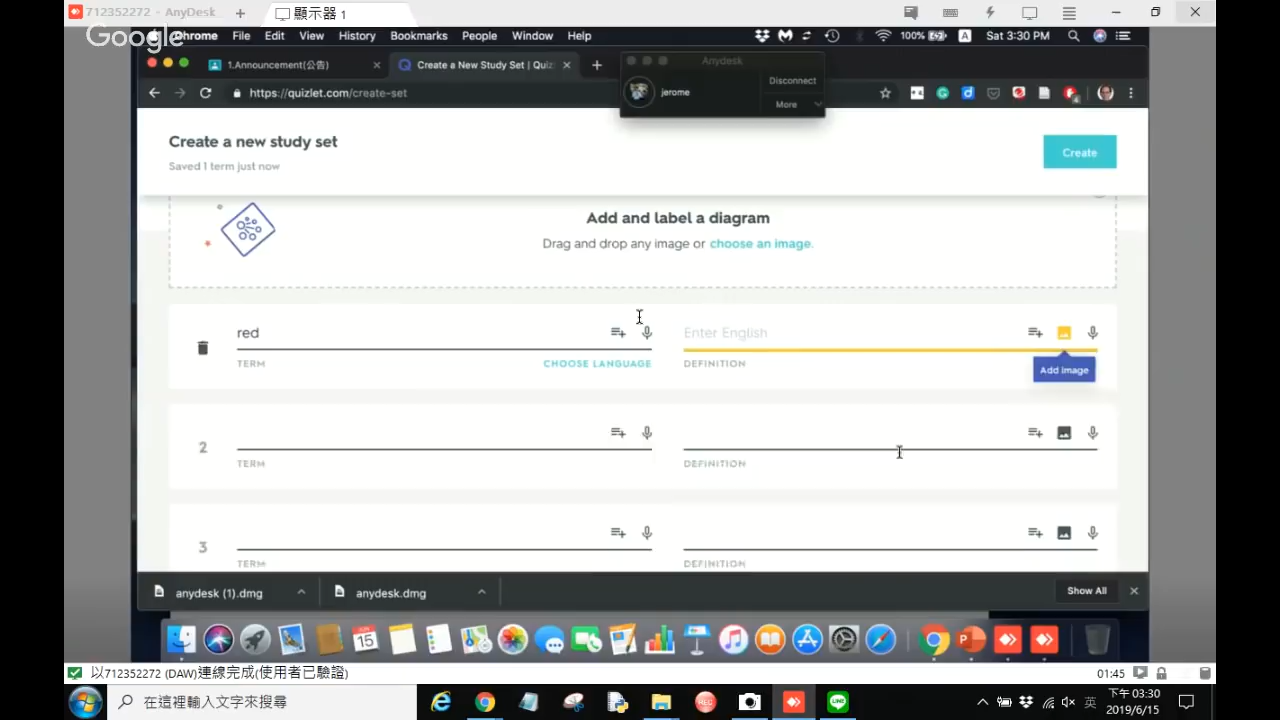 712352272 - AnyDesk
顯示器 1
Google
Chrome File Edit View History Bookmarks People Window Help
100% Sat 3:30 PM
1.Announcement(公告)
Create a New Study Set | Quiz
Anydesk
jerome
Disconnect
More
https://quizlet.com/create-set
Create a new study set
Saved 1 term just now
Create
Add and label a diagram
Drag and drop any image or choose an image.
red
Enter English
TERM
CHOOSE LANGUAGE
DEFINITION
Add image
2
TERM
DEFINITION
3
TERM
DEFINITION
anydesk (1).dmg
anydesk.dmg
Show All
15
以712352272 (DAW)連線完成(使用者已驗證)
01:45
在這裡輸入文字來搜尋
REC
LINE
英
下午 03:30
2019/6/15